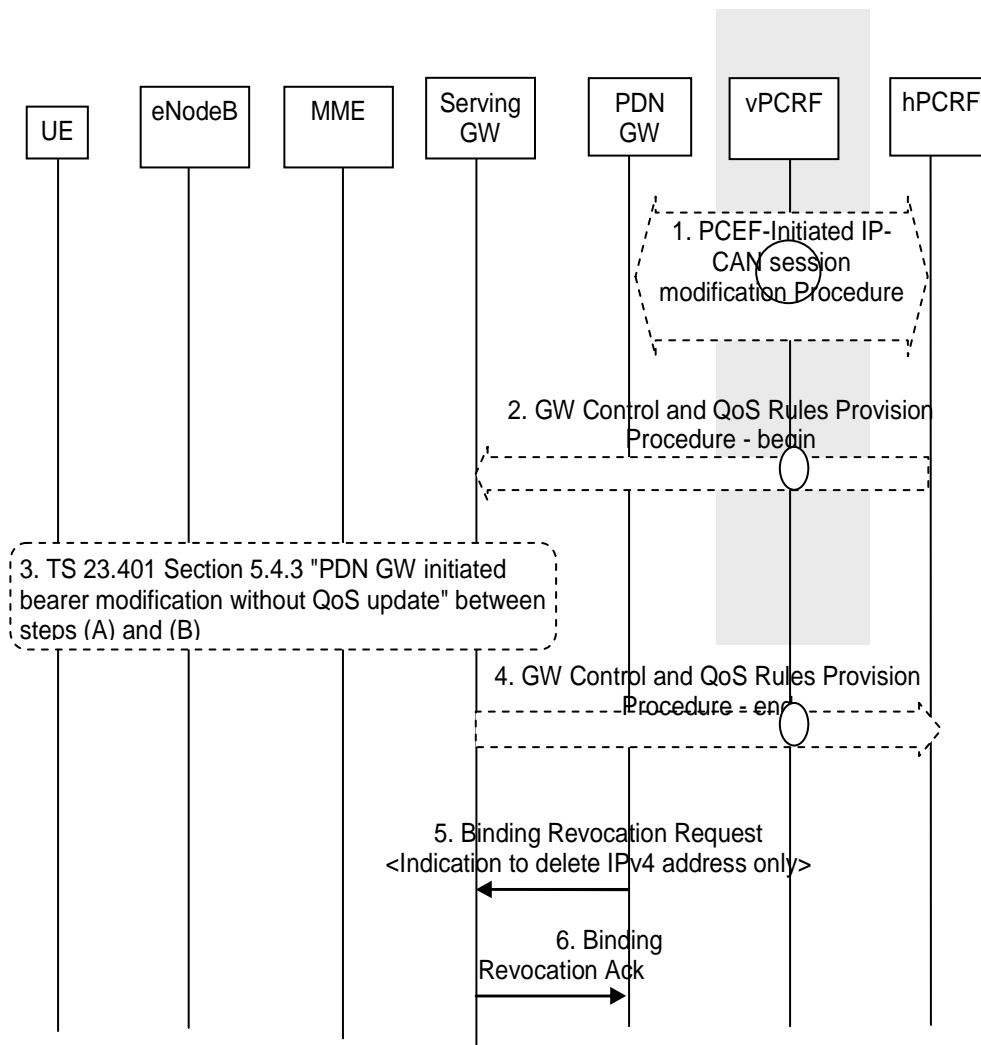 UE
eNodeB
MME
Serving
GW
PDN
GW
vPCRF
hPCRF
1. PCEF-Initiated IP-
CAN session
modification Procedure
2. GW Control and QoS Rules Provision
Procedure - begin
3. TS 23.401 Section 5.4.3 "PDN GW initiated
bearer modification without QoS update" between
steps (A) and (B)
4. GW Control and QoS Rules Provision
Procedure - end
5. Binding Revocation Request
<Indication to delete IPv4 address only>
6. Binding
Revocation Ack